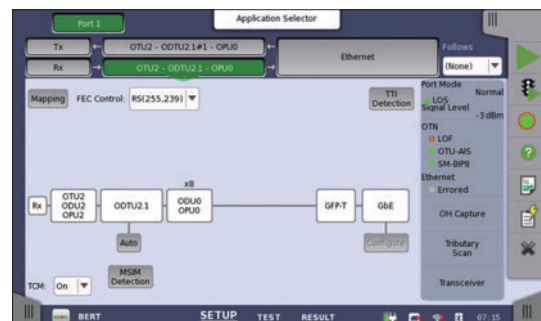 Port 1
Application Selector
Tx
OTU2 - ODTU2.1#1 - OPU0
Ethernet
Follows
Rx
OTU2 - ODTU2.1 - OPU0
(None)
Mapping
FEC Control:
RS(255,239)
TTI
Detection
Port Mode
Normal
LOS
Signal Level
-3 dBm
OTN
LOF
OTU-AIS
SM-BIP8
Ethernet
Errored
x8
Rx
OTU2
ODU2
OPU2
ODTU2.1
ODU0
OPU0
GFP-T
GbE
OH Capture
Auto
Configure
Tributary
Scan
TCM:
On
MSIM
Detection
Transceiver
BERT
SETUP
TEST
RESULT
07:15